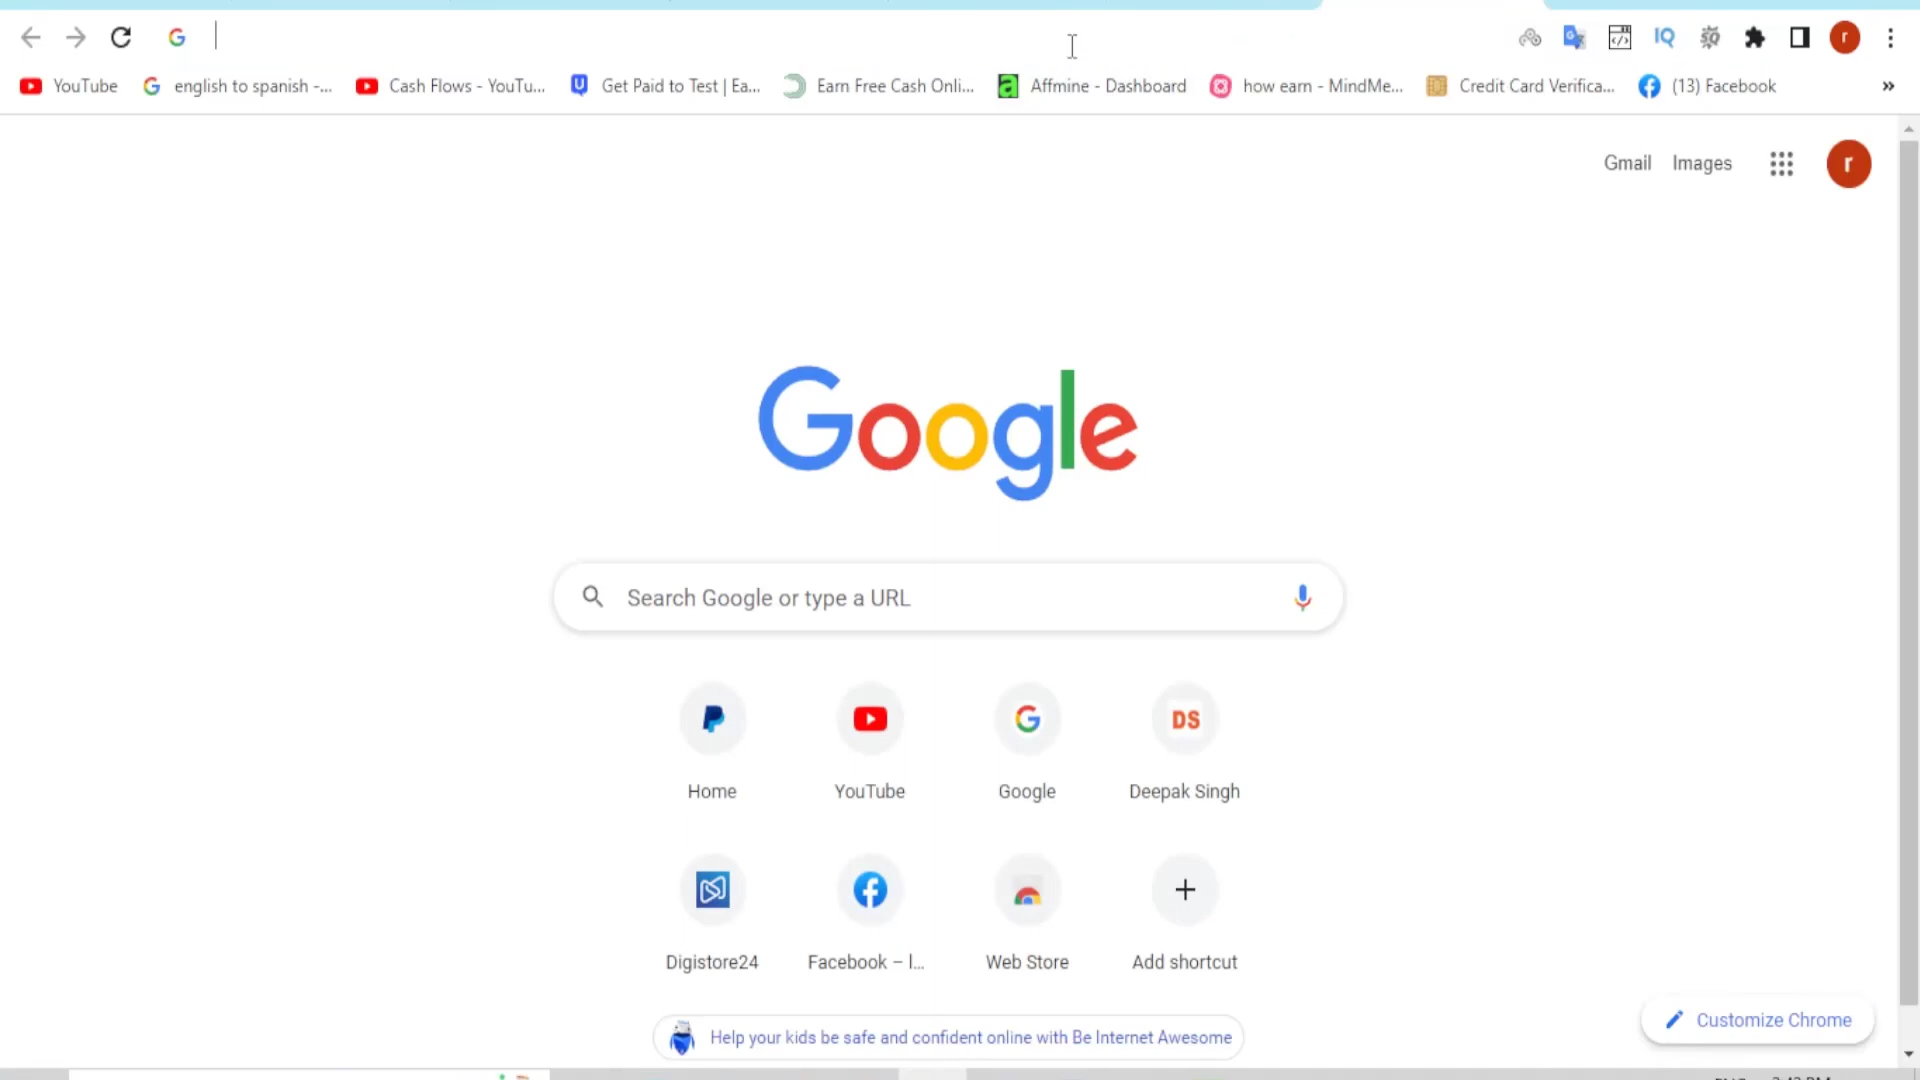 YouTube
english to spanish -...
Cash Flows - YouTu...
Get Paid to Test | Ea...
Earn Free Cash Onli...
Affmine - Dashboard
how earn - MindMe...
Credit Card Verifica...
(13) Facebook
Gmail Images
r
Google
Search Google or type a URL
Home YouTube Google Deepak Singh
DS
Digistore24 Facebook – l... Web Store Add shortcut
Customize Chrome
Help your kids be safe and confident online with Be Internet Awesome